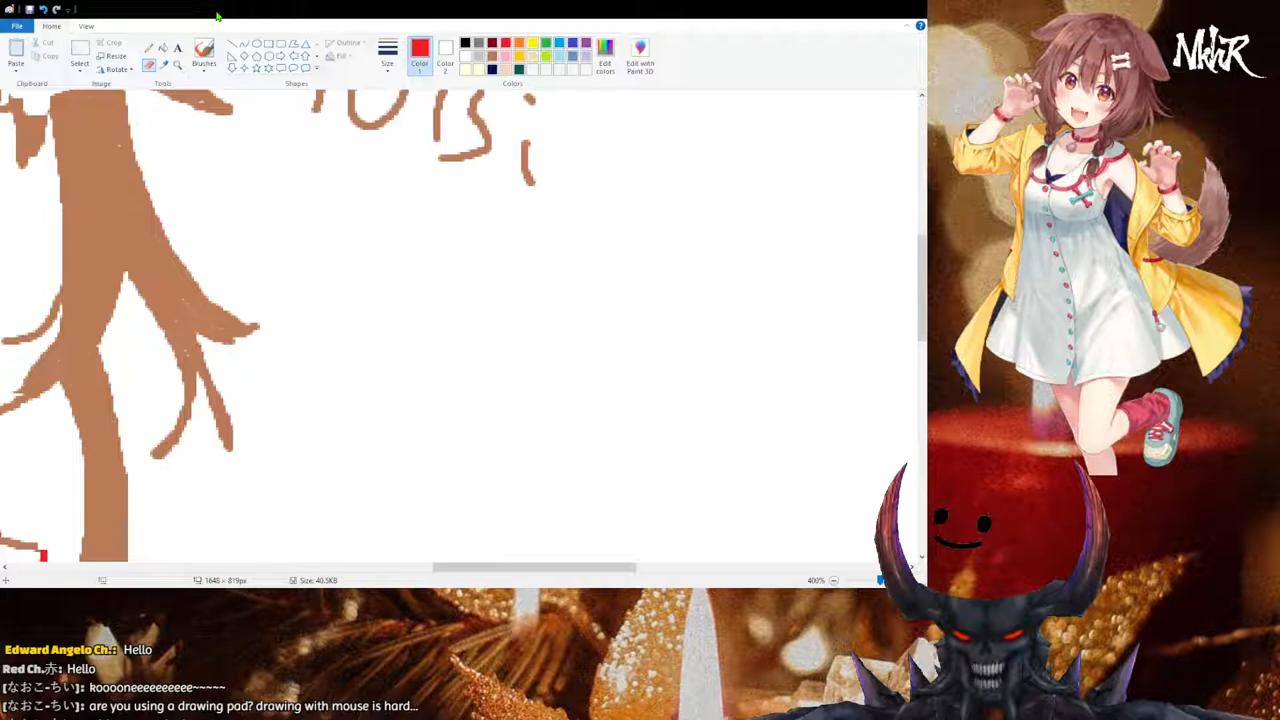 File Home View
Cut
Copy
Paste
Clipboard
Select
Crop
Resize
Rotate
Image
Tools
Brushes
Outline
Fill
Shapes
Size
Color 1
Color 2
Edit colors
Edit with Paint 3D
Colors
NkhR
1648 × 819px
Size: 40.5KB
400%
Edward Angelo Ch.: Hello
Red Ch.赤: Hello
[なおこ-ちい]: kooooneeeeeeeeee~~~~~
[なおこ-ちい]: are you using a drawing pad? drawing with mouse is hard...